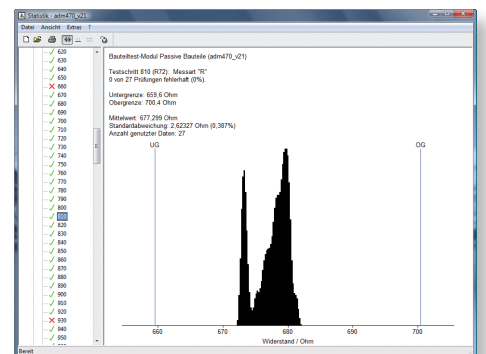 Statistik - adm470_v21
Datei Ansicht Extras ?
620
630
640
650
660
670
680
690
700
710
720
730
740
750
760
770
780
790
800
810
820
830
840
850
860
870
880
890
900
910
920
930
940
950
Bauteiltest-Modul Passive Bauteile (adm470_v21)
Testschritt 810 (R72): Messart "R"
0 von 27 Prüfungen fehlerhaft (0%).
Untergrenze: 659,6 Ohm
Obergrenze: 700,4 Ohm
Mittelwert: 677,299 Ohm
Standardabweichung: 2,62327 Ohm (0,387%)
Anzahl genutzter Daten: 27
UG OG
660 670 680 690 700
Widerstand / Ohm
Bereit